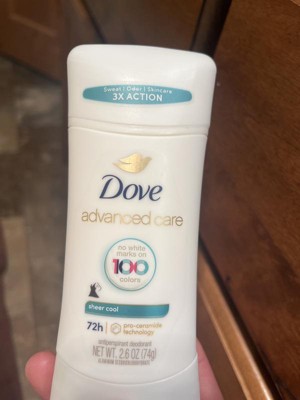 Sweat | Odor | Skincare
3X ACTION
Dove
advanced care
no white
marks on
100
colors
sheer cool
72h
pro-ceramide
technology
antiperspirant deodorant
NET WT. 2.6 OZ (74g)